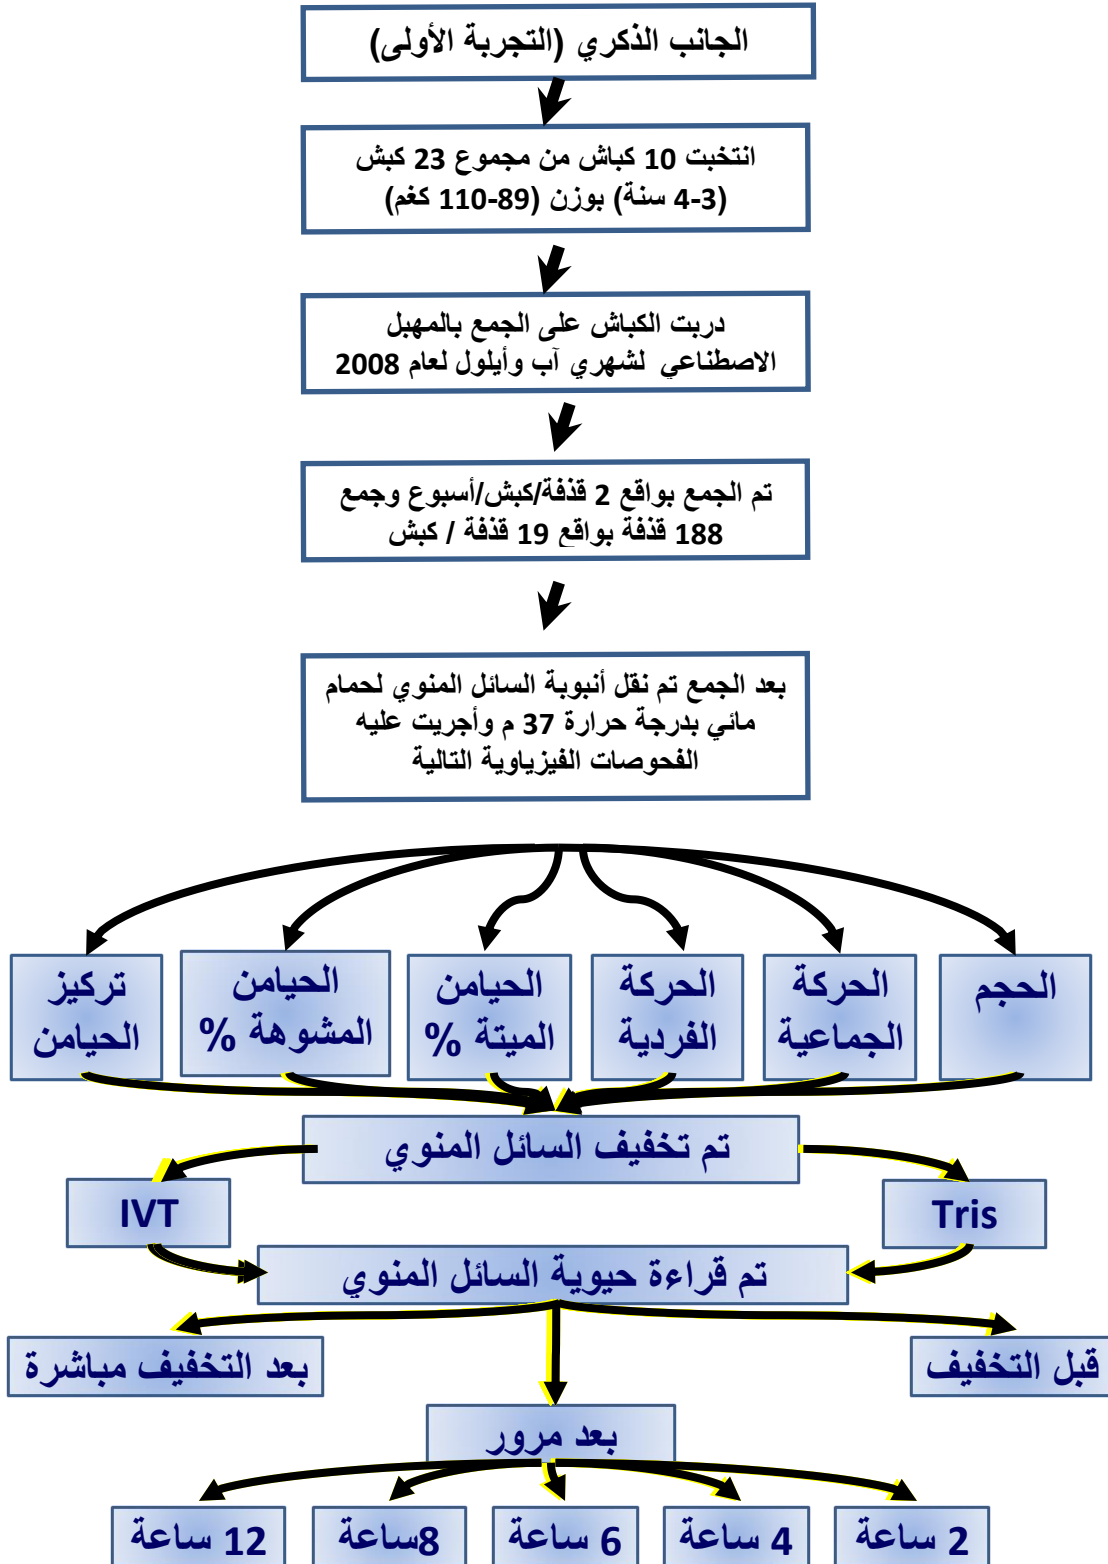 الجانب الذكري (التجربة الأولى)
انتخبت 10 كباش من مجموع 23 كبش
(3-4 سنة) بوزن (89-110 كغم)
دربت الكباش على الجمع بالمهبل
الاصطناعي لشهري آب وأيلول لعام 2008
تم الجمع بواقع 2 قذفة/كبش/أسبوع وجمع
188 قذفة بواقع 19 قذفة / كبش
بعد الجمع تم نقل أنبوبة السائل المنوي لحمام
مائي بدرجة حرارة 37 م وأجريت عليه
الفحوصات الفيزياوية التالية
الحجم
الحركة
الجماعية
الحركة
الفردية
الحيامن
الميتة %
الحيامن
المشوهة %
تركيز
الحيامن
تم تخفيف السائل المنوي
Tris
IVT
تم قراءة حيوية السائل المنوي
قبل التخفيف
بعد التخفيف مباشرة
بعد مرور
2 ساعة
4 ساعة
6 ساعة
8ساعة
12 ساعة